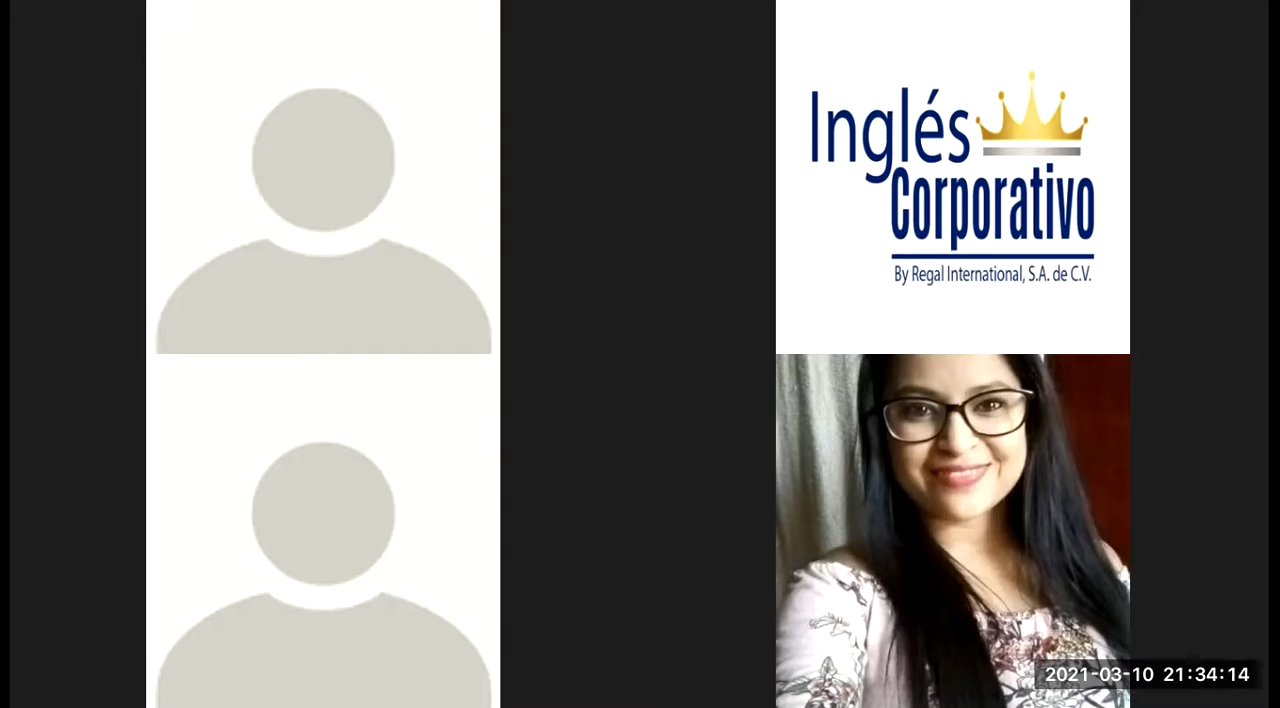 Inglés
Corporativo
By Regal International, S.A. de C.V.
2021-03-10 21:34:14